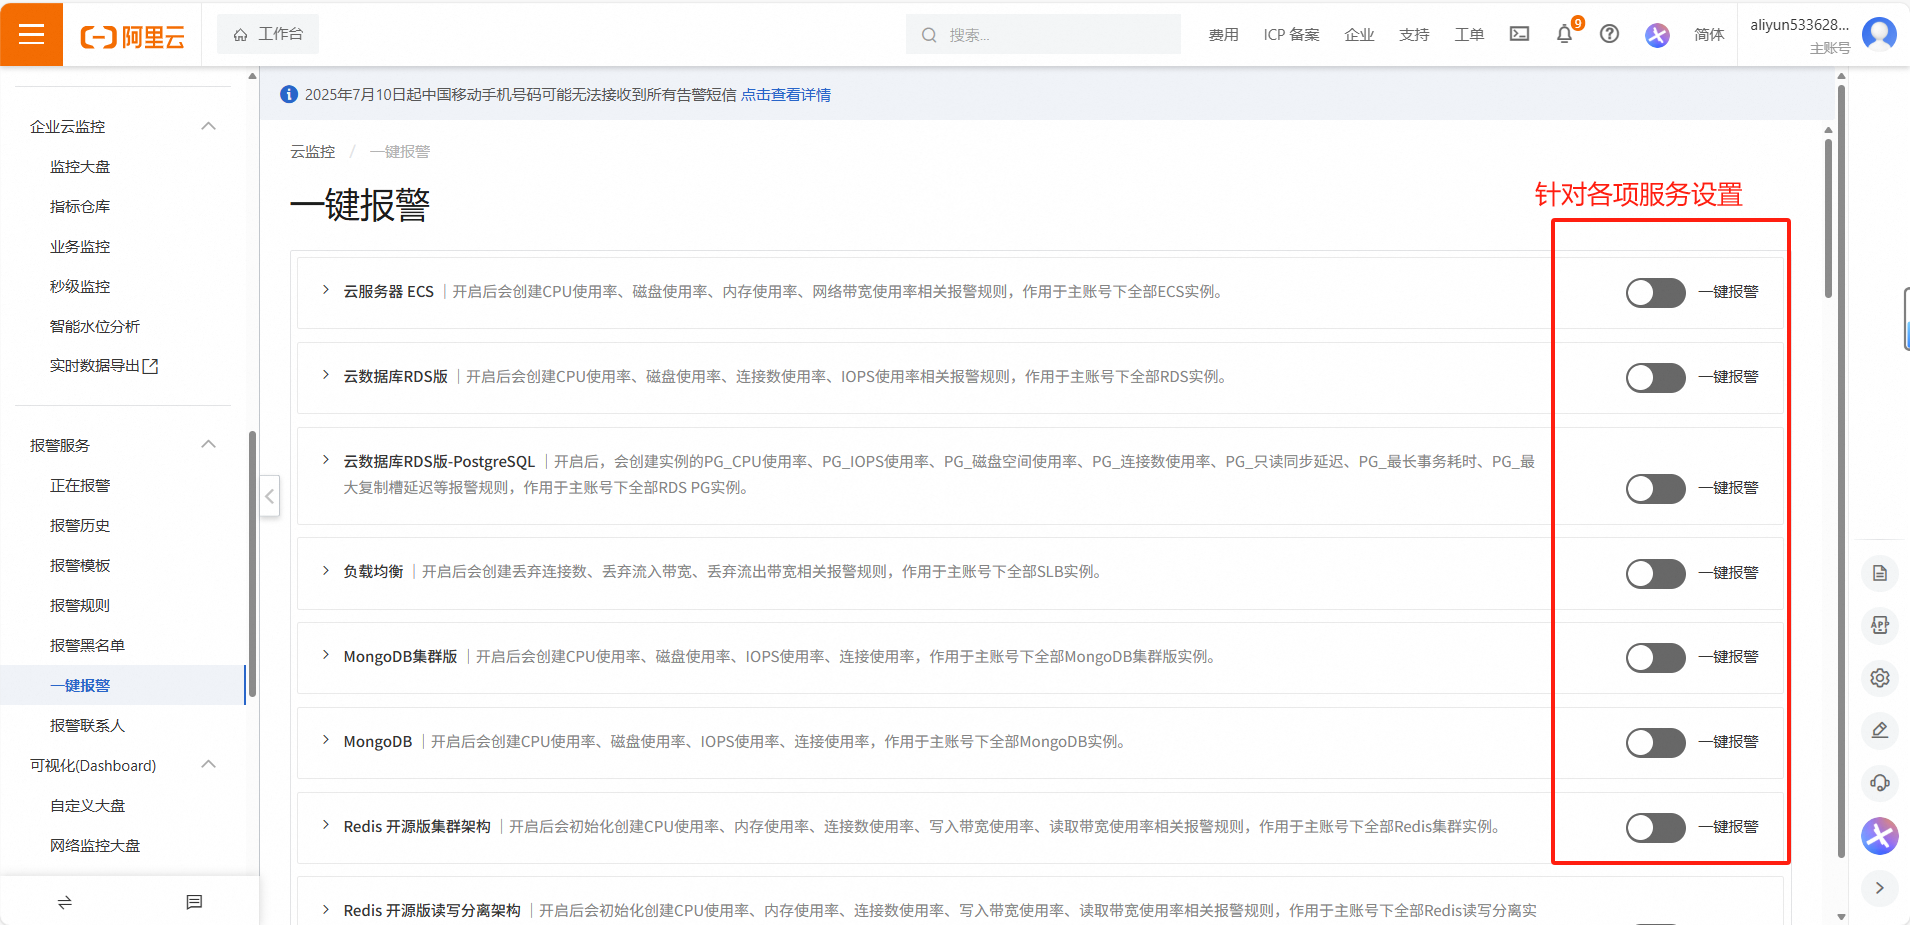 阿里云
工作台
搜索...
费用
ICP 备案
企业
支持
工单
9
简体
aliyun533628...
主账号
企业云监控
监控大盘
指标仓库
业务监控
秒级监控
智能水位分析
实时数据导出
报警服务
正在报警
报警历史
报警模板
报警规则
报警黑名单
一键报警
报警联系人
可视化(Dashboard)
自定义大盘
网络监控大盘
2025年7月10日起中国移动手机号码可能无法接收到所有告警短信 点击查看详情
云监控 / 一键报警
一键报警
针对各项服务设置
云服务器 ECS | 开启后会创建CPU使用率、磁盘使用率、内存使用率、网络带宽使用率相关报警规则，作用于主账号下全部ECS实例。
一键报警
云数据库RDS版 | 开启后会创建CPU使用率、磁盘使用率、连接数使用率、IOPS使用率相关报警规则，作用于主账号下全部RDS实例。
一键报警
云数据库RDS版-PostgreSQL | 开启后，会创建实例的PG_CPU使用率、PG_IOPS使用率、PG_磁盘空间使用率、PG_连接数使用率、PG_只读同步延迟、PG_最长事务耗时、PG_最
大复制槽延迟等报警规则，作用于主账号下全部RDS PG实例。
一键报警
负载均衡 | 开启后会创建丢弃连接数、丢弃流入带宽、丢弃流出带宽相关报警规则，作用于主账号下全部SLB实例。
一键报警
MongoDB集群版 | 开启后会创建CPU使用率、磁盘使用率、IOPS使用率、连接使用率，作用于主账号下全部MongoDB集群版实例。
一键报警
MongoDB | 开启后会创建CPU使用率、磁盘使用率、IOPS使用率、连接使用率，作用于主账号下全部MongoDB实例。
一键报警
Redis 开源版集群架构 | 开启后会初始化创建CPU使用率、内存使用率、连接数使用率、写入带宽使用率、读取带宽使用率相关报警规则，作用于主账号下全部Redis集群实例。
一键报警
Redis 开源版读写分离架构 | 开启后会初始化创建CPU使用率、内存使用率、连接数使用率、写入带宽使用率、读取带宽使用率相关报警规则，作用于主账号下全部Redis读写分离实
APP